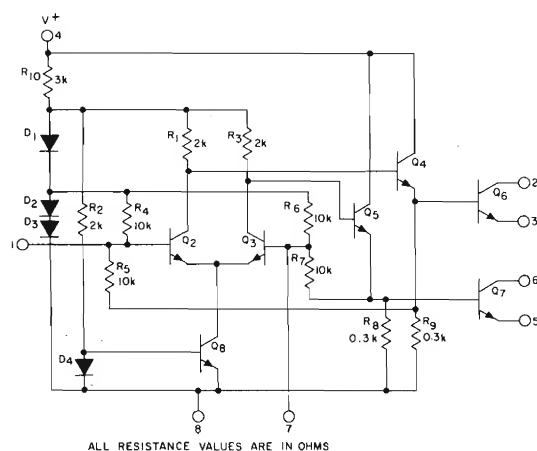 V+
4
R10
3k
D1
R1
2k
R3
2k
Q4
D2
D3
R2
2k
R4
10k
R6
10k
Q5
Q6
2
3
1
Q2
Q3
R5
10k
R7
10k
Q7
6
5
R8
0.3k
R9
0.3k
Q8
D4
8
7
ALL RESISTANCE VALUES ARE IN OHMS